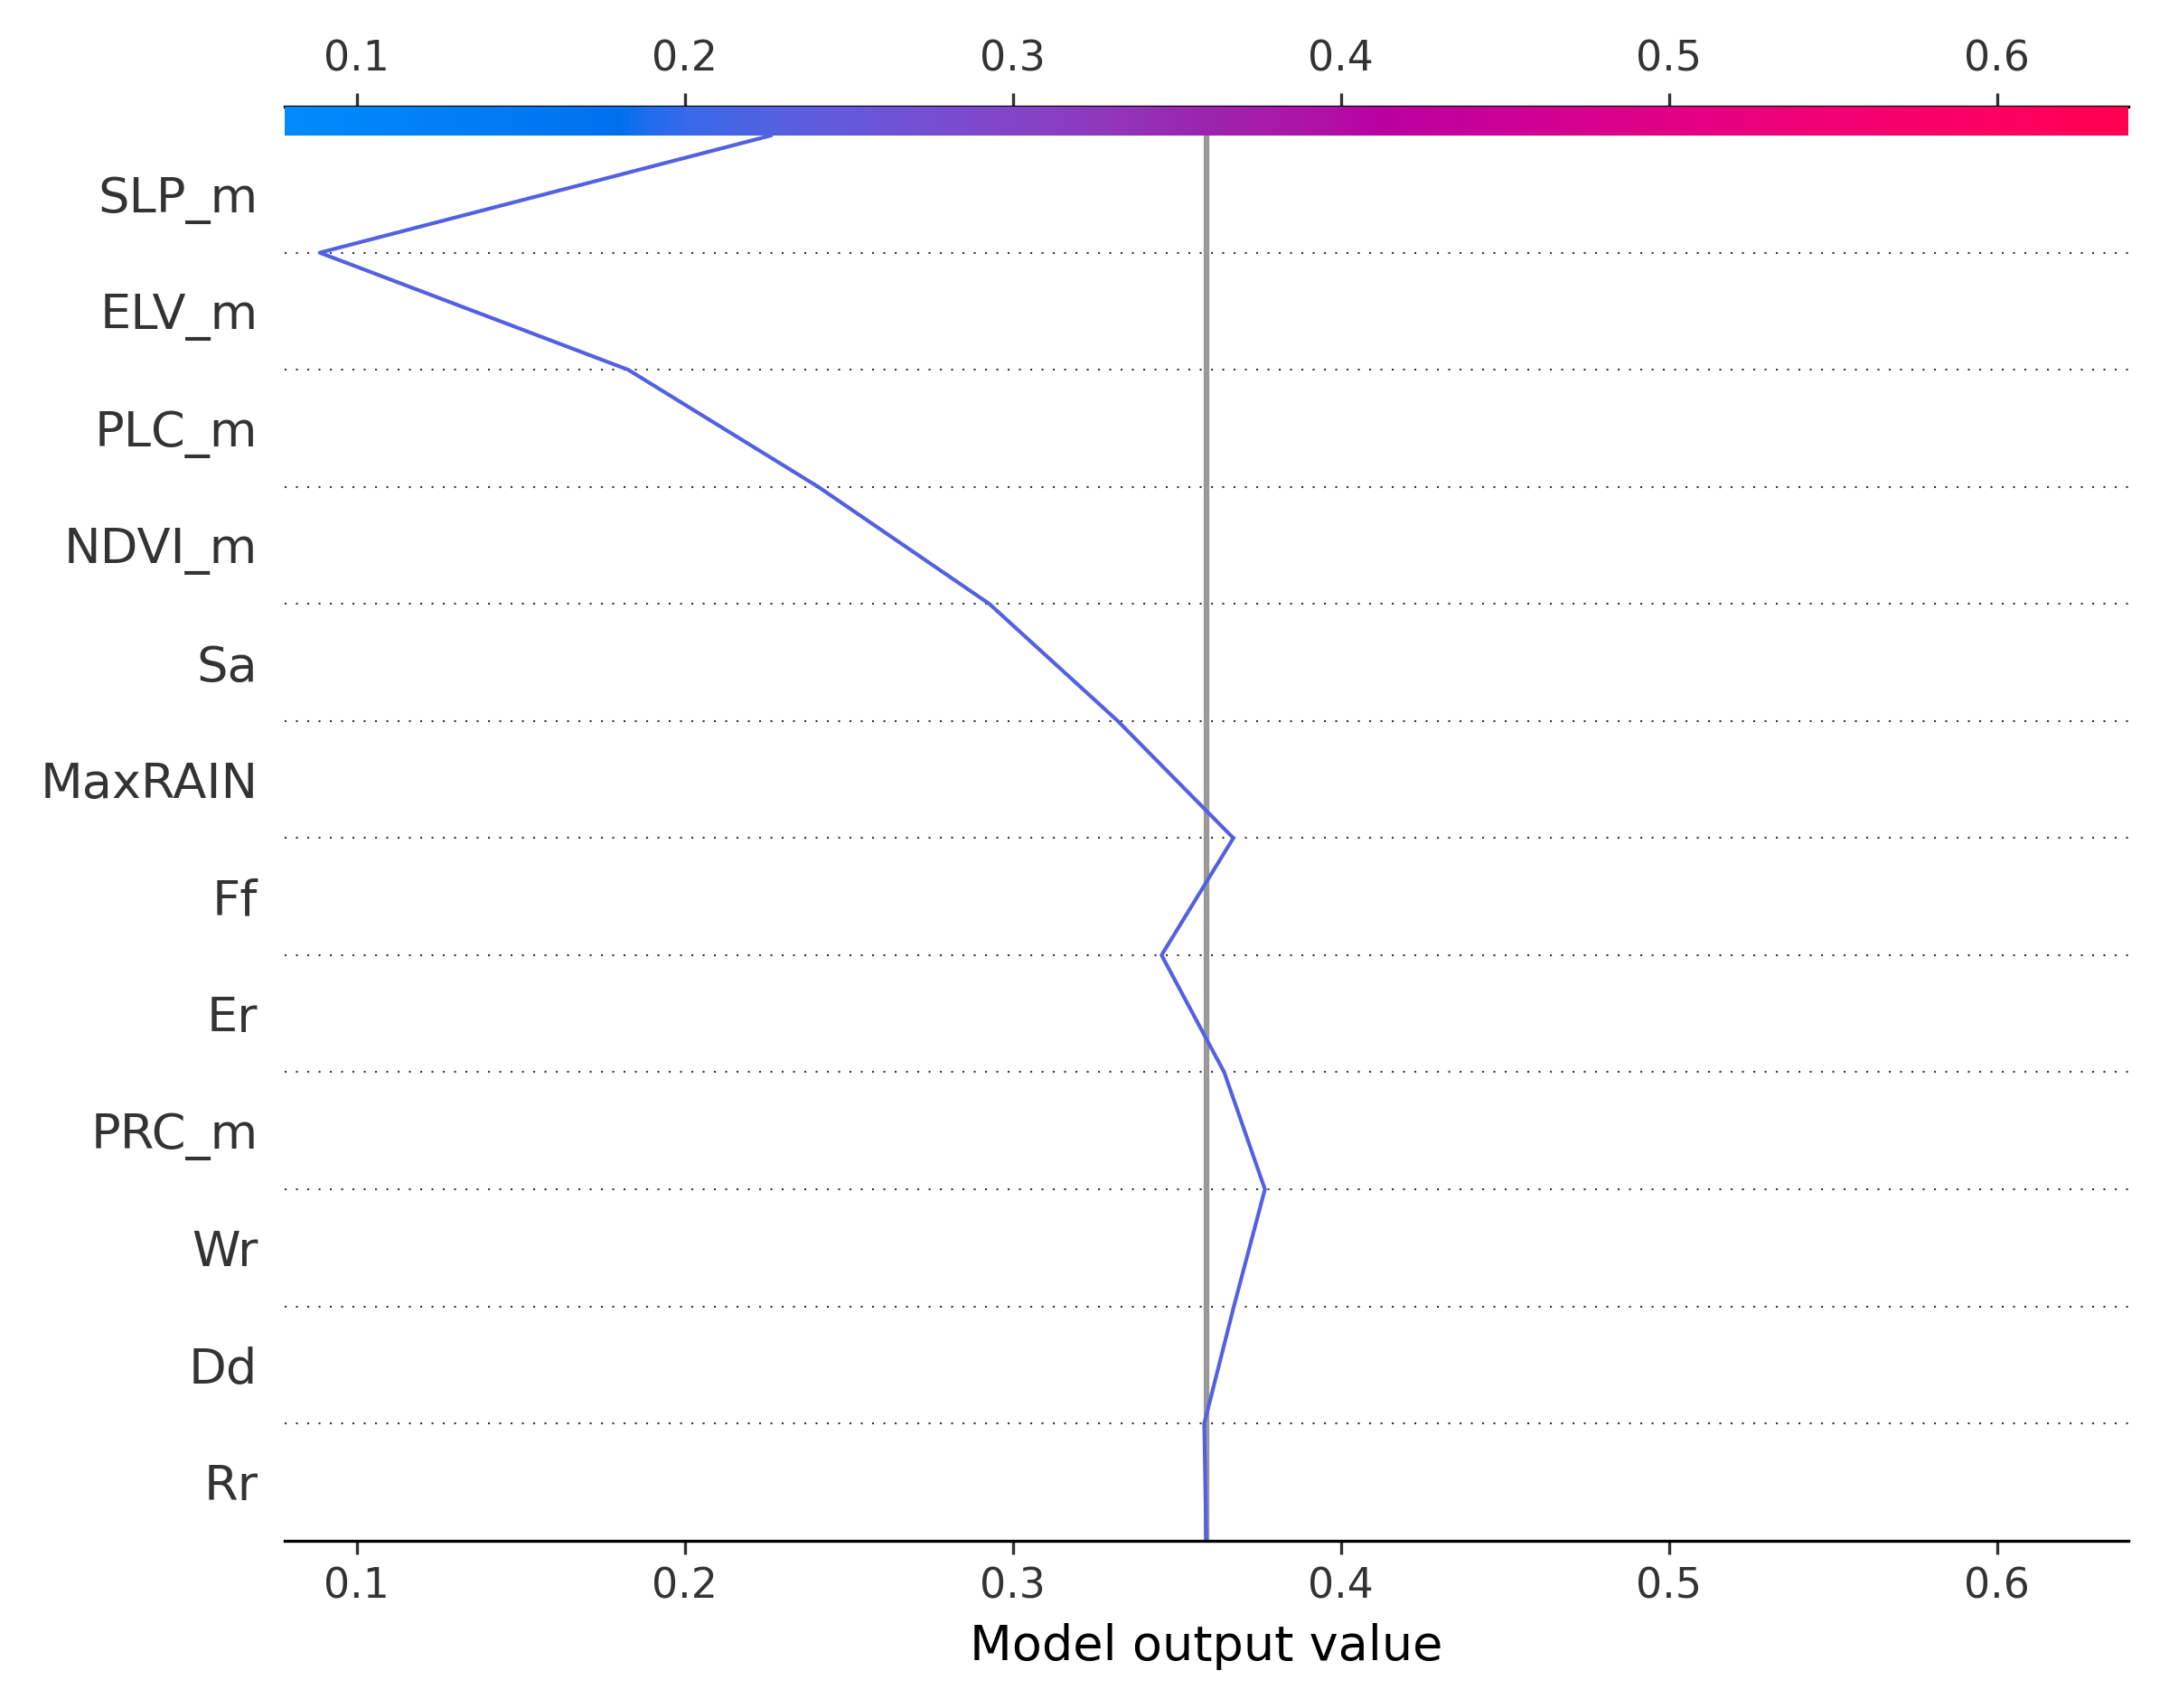 0.1 0.2 0.3 0.4 0.5 0.6
SLP_m
ELV_m
PLC_m
NDVI_m
Sa
MaxRAIN
Ff
Er
PRC_m
Wr
Dd
Rr
0.1 0.2 0.3 0.4 0.5 0.6
Model output value